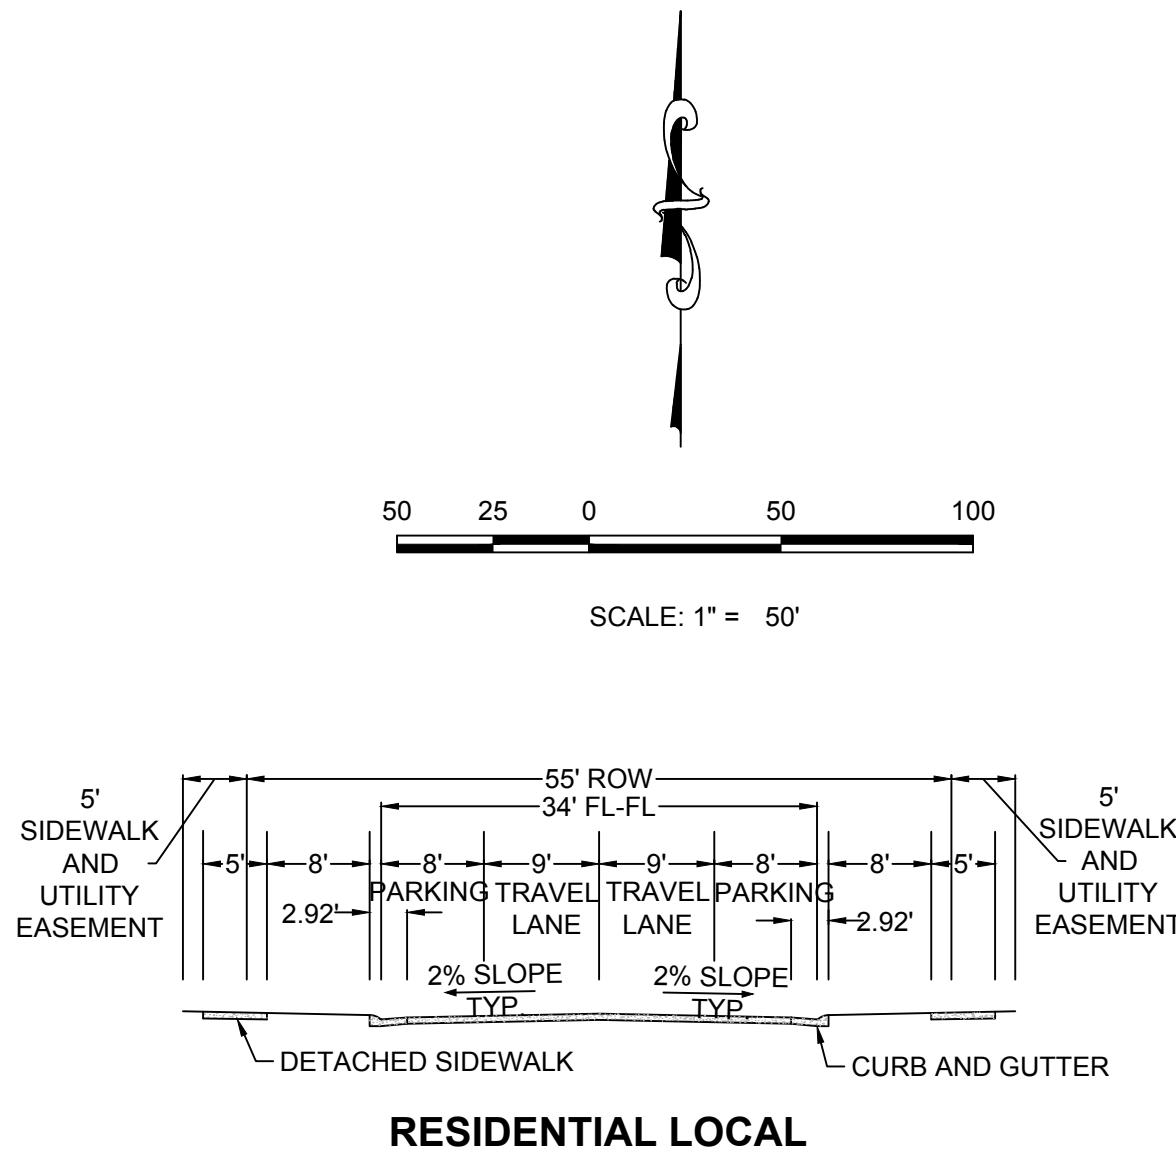 50 25 0 50 100
SCALE: 1" = 50'
55' ROW
34' FL-FL
5'
SIDEWALK
AND
UTILITY
EASEMENT
5'
SIDEWALK
AND
UTILITY
EASEMENT
5' 8' 8' 9' 9' 8' 8' 5'
PARKING
TRAVEL
LANE
TRAVEL
LANE
PARKING
2.92'
2.92'
2% SLOPE
TYP.
2% SLOPE
TYP.
DETACHED SIDEWALK
CURB AND GUTTER
RESIDENTIAL LOCAL